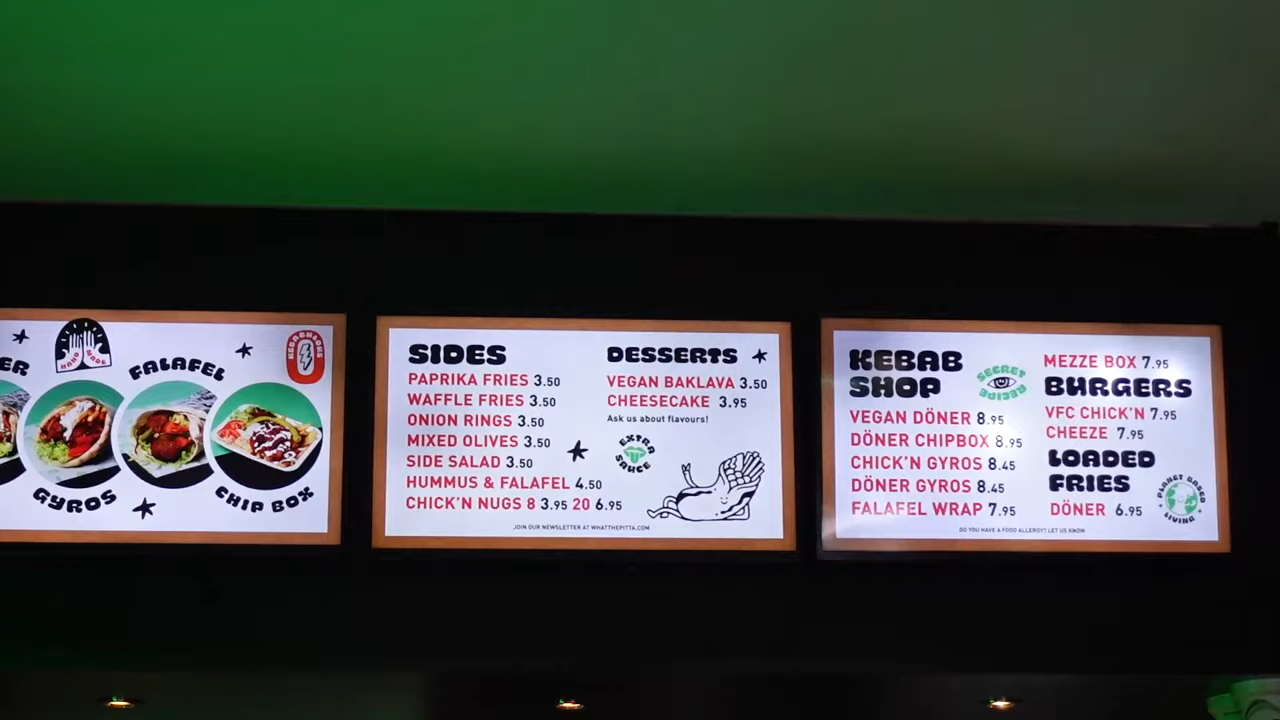 ER
HAND MADE
FALAFEL
KEBABNSONS
GYROS
CHIP BOX
SIDES
PAPRIKA FRIES 3.50
WAFFLE FRIES 3.50
ONION RINGS 3.50
MIXED OLIVES 3.50
SIDE SALAD 3.50
HUMMUS & FALAFEL 4.50
CHICK'N NUGS 8 3.95 20 6.95
DESSERTS
VEGAN BAKLAVA 3.50
CHEESECAKE 3.95
Ask us about flavours!
EXTRA SAUCE
JOIN OUR NEWSLETTER AT WHATTHEPITTA.COM
KEBAB
SHOP
SECRET RECIPE
VEGAN DÖNER 8.95
DÖNER CHIPBOX 8.95
CHICK'N GYROS 8.45
DÖNER GYROS 8.45
FALAFEL WRAP 7.95
MEZZE BOX 7.95
BURGERS
VFC CHICK'N 7.95
CHEEZE 7.95
LOADED
FRIES
DÖNER 6.95
PLANET BASED LIVING
DO YOU HAVE A FOOD ALLERGY? LET US KNOW